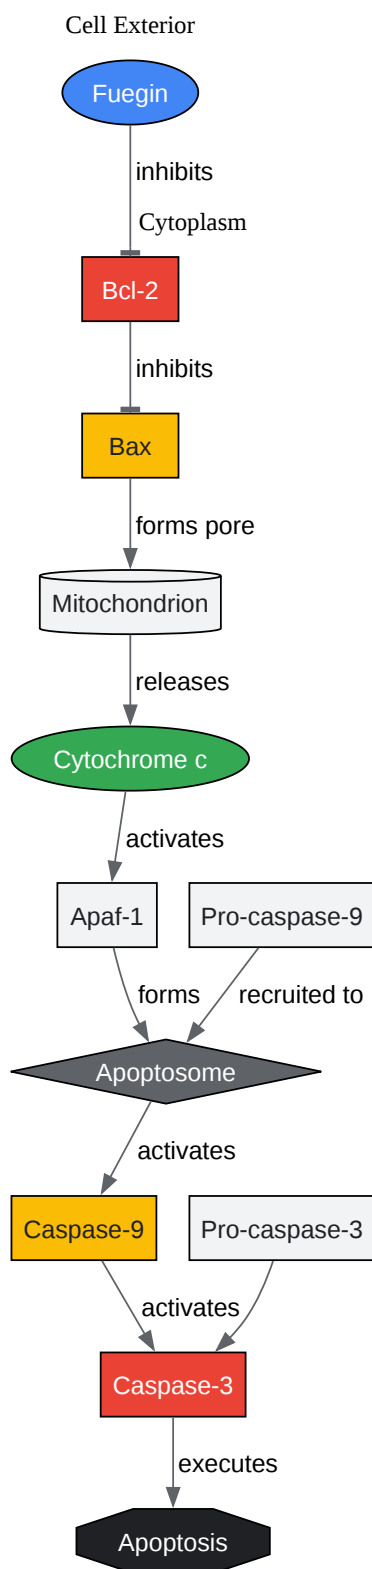 Cell Exterior
Fuegin
inhibits
Cytoplasm
Bcl-2
inhibits
Bax
forms pore
Mitochondrion
releases
Cytochrome c
activates
Apaf-1
Pro-caspase-9
forms
recruited to
Apoptosome
activates
Caspase-9
Pro-caspase-3
activates
Caspase-3
executes
Apoptosis